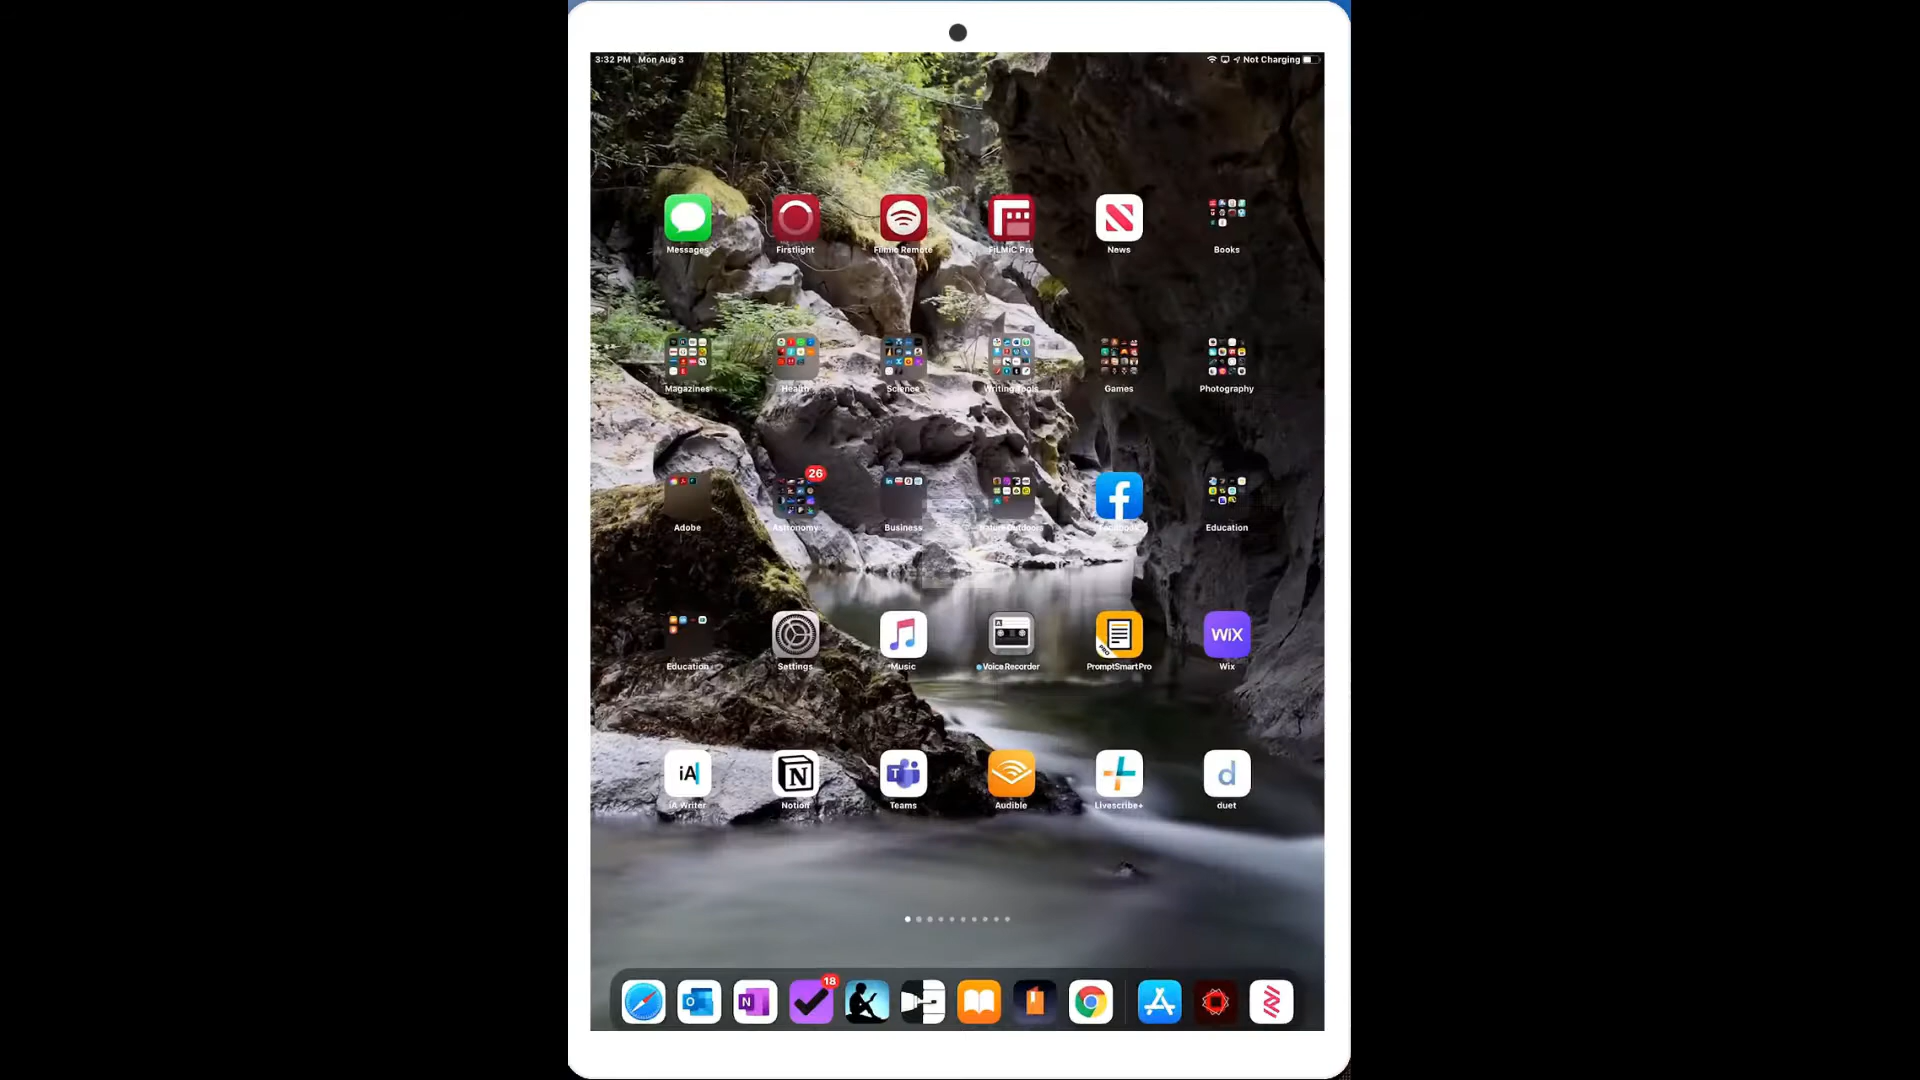 3:32 PM Mon Aug 3
Not Charging
Messages
Firstlight
Filmic Remote
FiLMiC Pro
News
Books
Magazines
Health
Science
Writing Tools
Games
Photography
26
Adobe
Astronomy
Business
Nature Outdoors
Facebook
Education
Education
Settings
Music
Voice Recorder
PRO
PromptSmartPro
WiX
Wix
iA
iA Writer
N
Notion
T
Teams
Audible
Livescribe+
d
duet
O
N
18